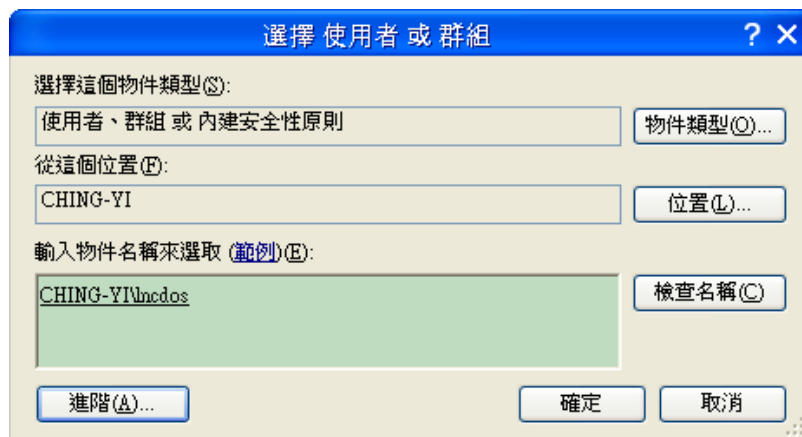 選擇 使用者 或 群組
選擇這個物件類型(S):
使用者、群組 或 內建安全性原則
物件類型(O)...
從這個位置(F):
CHING-YI
位置(L)...
輸入物件名稱來選取 (範例)(E):
CHING-YI\lncdos
檢查名稱(C)
進階(A)...
確定
取消